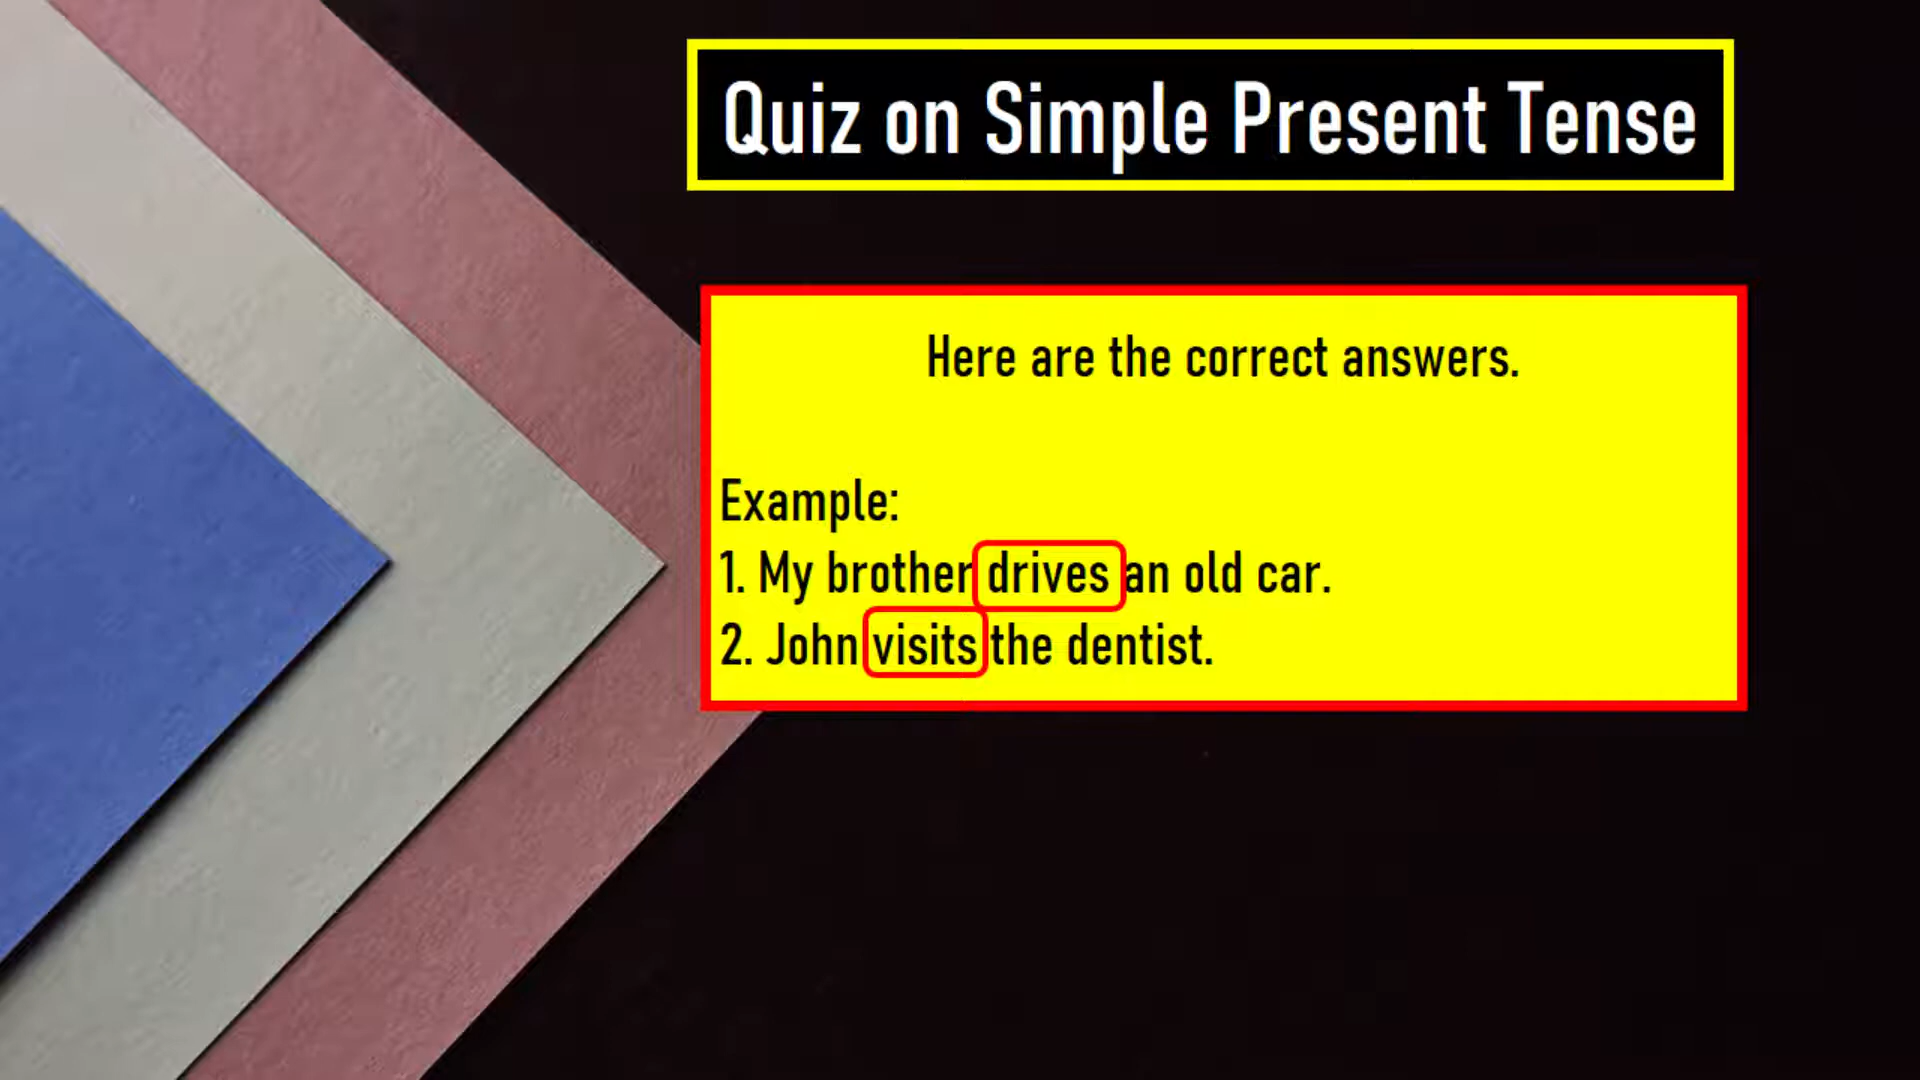 Quiz on Simple Present Tense
Here are the correct answers.
Example:
1. My brother drives an old car.
2. John visits the dentist.